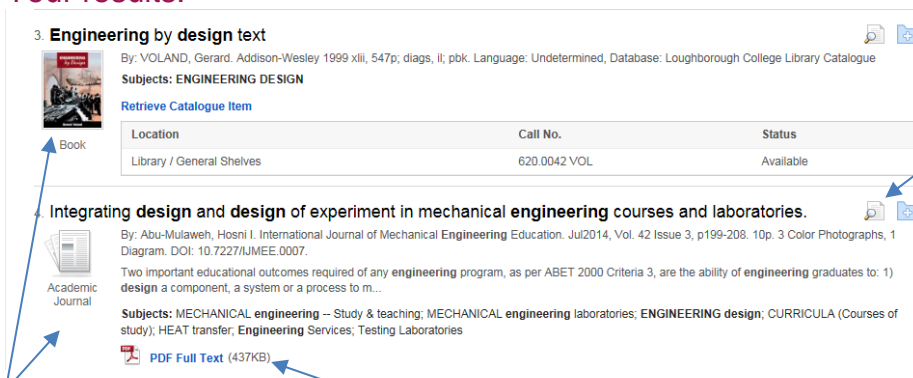 Your results:
3. Engineering by design text
By: VOLAND, Gerard. Addison-Wesley 1999 xlii, 547p; diags, il; pbk. Language: Undetermined, Database: Loughborough College Library Catalogue
Subjects: ENGINEERING DESIGN
Retrieve Catalogue Item
Book
Location Call No. Status
Library / General Shelves 620.0042 VOL Available
4. Integrating design and design of experiment in mechanical engineering courses and laboratories.
By: Abu-Mulaweh, Hosni I. International Journal of Mechanical Engineering Education. Jul2014, Vol. 42 Issue 3, p199-208. 10p. 3 Color Photographs, 1
Diagram. DOI: 10.7227/IJMEE.0007.
Academic
Journal
Two important educational outcomes required of any engineering program, as per ABET 2000 Criteria 3, are the ability of engineering graduates to: 1)
design a component, a system or a process to m...
Subjects: MECHANICAL engineering -- Study & teaching; MECHANICAL engineering laboratories; ENGINEERING design; CURRICULA (Courses of
study); HEAT transfer; Engineering Services; Testing Laboratories
PDF Full Text (437KB)